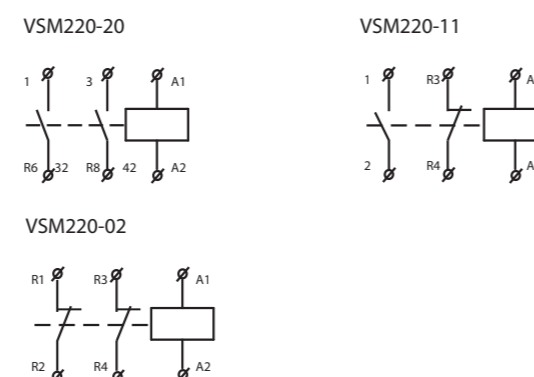 VSM220-20
1 3 A1
R6 32 R8 42 A2
VSM220-11
1 R3 A
2 R4 A
VSM220-02
R1 R3 A1
R2 R4 A2